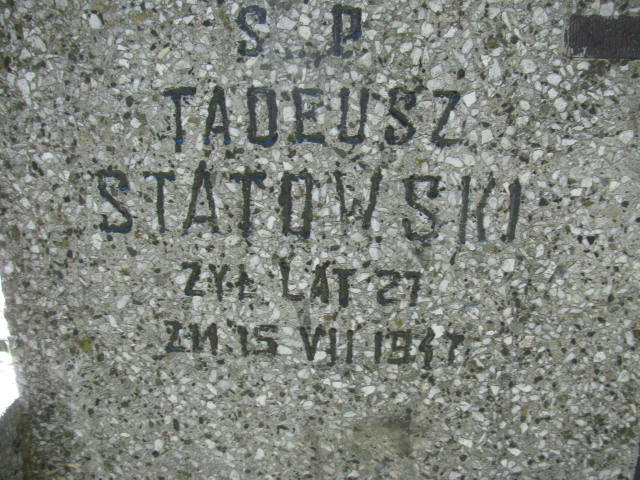 S P
TADEUSZ
STATOWSKI
ŻYŁ LAT 27
ZM 15 VII 1947